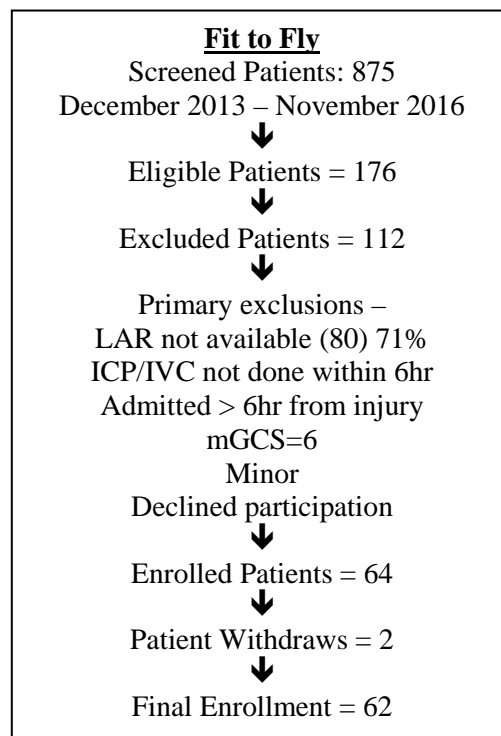 Fit to Fly
Screened Patients: 875
December 2013 – November 2016
🡻
Eligible Patients = 176
🡻
Excluded Patients = 112
🡻
Primary exclusions –
LAR not available (80) 71%
ICP/IVC not done within 6hr
Admitted > 6hr from injury
mGCS=6
Minor
Declined participation
🡻
Enrolled Patients = 64
🡻
Patient Withdraws = 2
🡻
Final Enrollment = 62